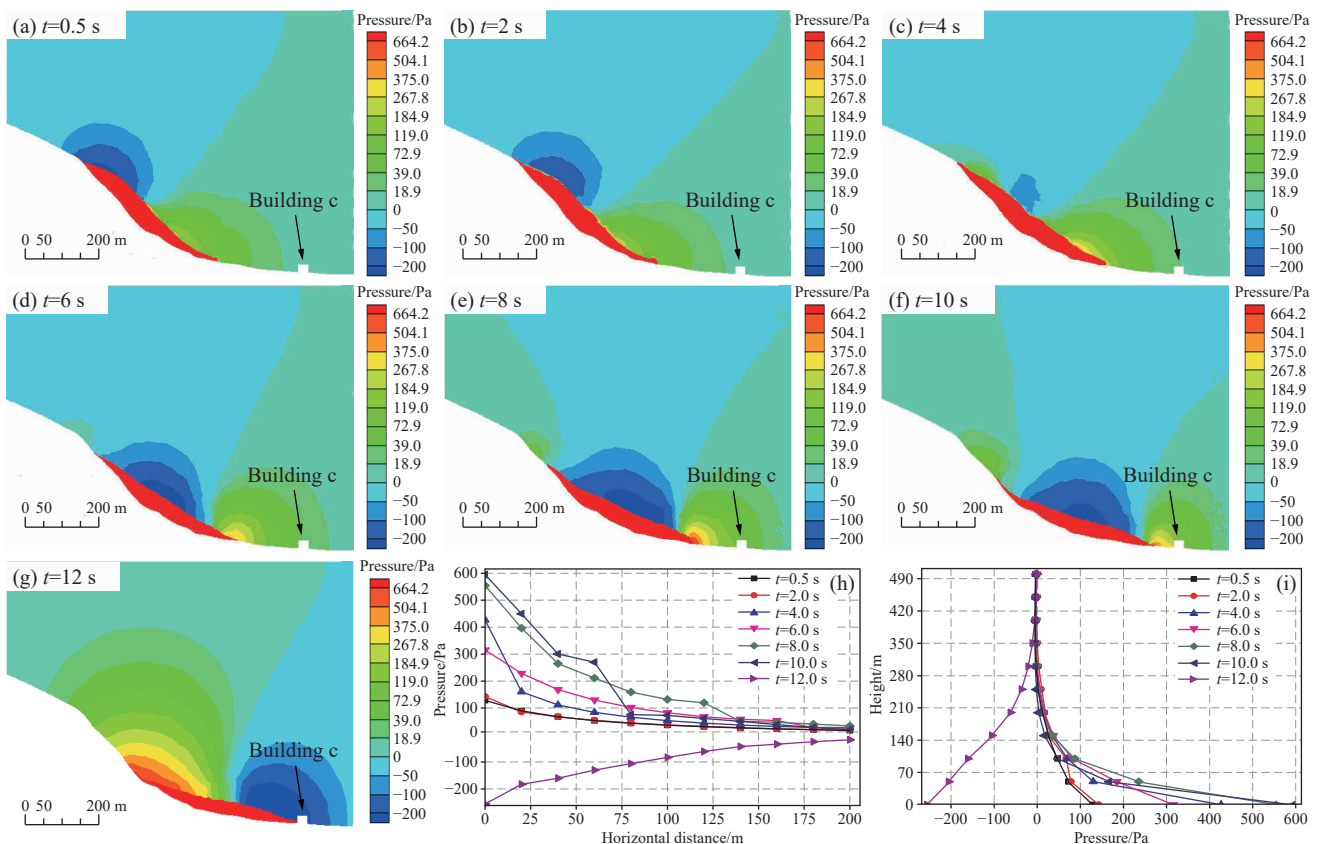 (a) t=0.5 s
Pressure/Pa
664.2
504.1
375.0
267.8
184.9
119.0
72.9
39.0
18.9
0
−50
−100
−200
Building c
0 50 200 m
(b) t=2 s
Pressure/Pa
664.2
504.1
375.0
267.8
184.9
119.0
72.9
39.0
18.9
0
−50
−100
−200
Building c
0 50 200 m
(c) t=4 s
Pressure/Pa
664.2
504.1
375.0
267.8
184.9
119.0
72.9
39.0
18.9
0
−50
−100
−200
Building c
0 50 200 m
(d) t=6 s
Pressure/Pa
664.2
504.1
375.0
267.8
184.9
119.0
72.9
39.0
18.9
0
−50
−100
−200
Building c
0 50 200 m
(e) t=8 s
Pressure/Pa
664.2
504.1
375.0
267.8
184.9
119.0
72.9
39.0
18.9
0
−50
−100
−200
Building c
0 50 200 m
(f) t=10 s
Pressure/Pa
664.2
504.1
375.0
267.8
184.9
119.0
72.9
39.0
18.9
0
−50
−100
−200
Building c
0 50 200 m
(g) t=12 s
Pressure/Pa
664.2
504.1
375.0
267.8
184.9
119.0
72.9
39.0
18.9
0
−50
−100
−200
Building c
0 50 200 m
(h)
t=0.5 s
t=2.0 s
t=4.0 s
t=6.0 s
t=8.0 s
t=10.0 s
t=12.0 s
Pressure/Pa
600
500
400
300
200
100
0
−100
−200
0 25 50 75 100 125 150 175 200
Horizontal distance/m
(i)
t=0.5 s
t=2.0 s
t=4.0 s
t=6.0 s
t=8.0 s
t=10.0 s
t=12.0 s
Height/m
490
420
350
280
210
140
70
0
−200 −100 0 100 200 300 400 500 600
Pressure/Pa